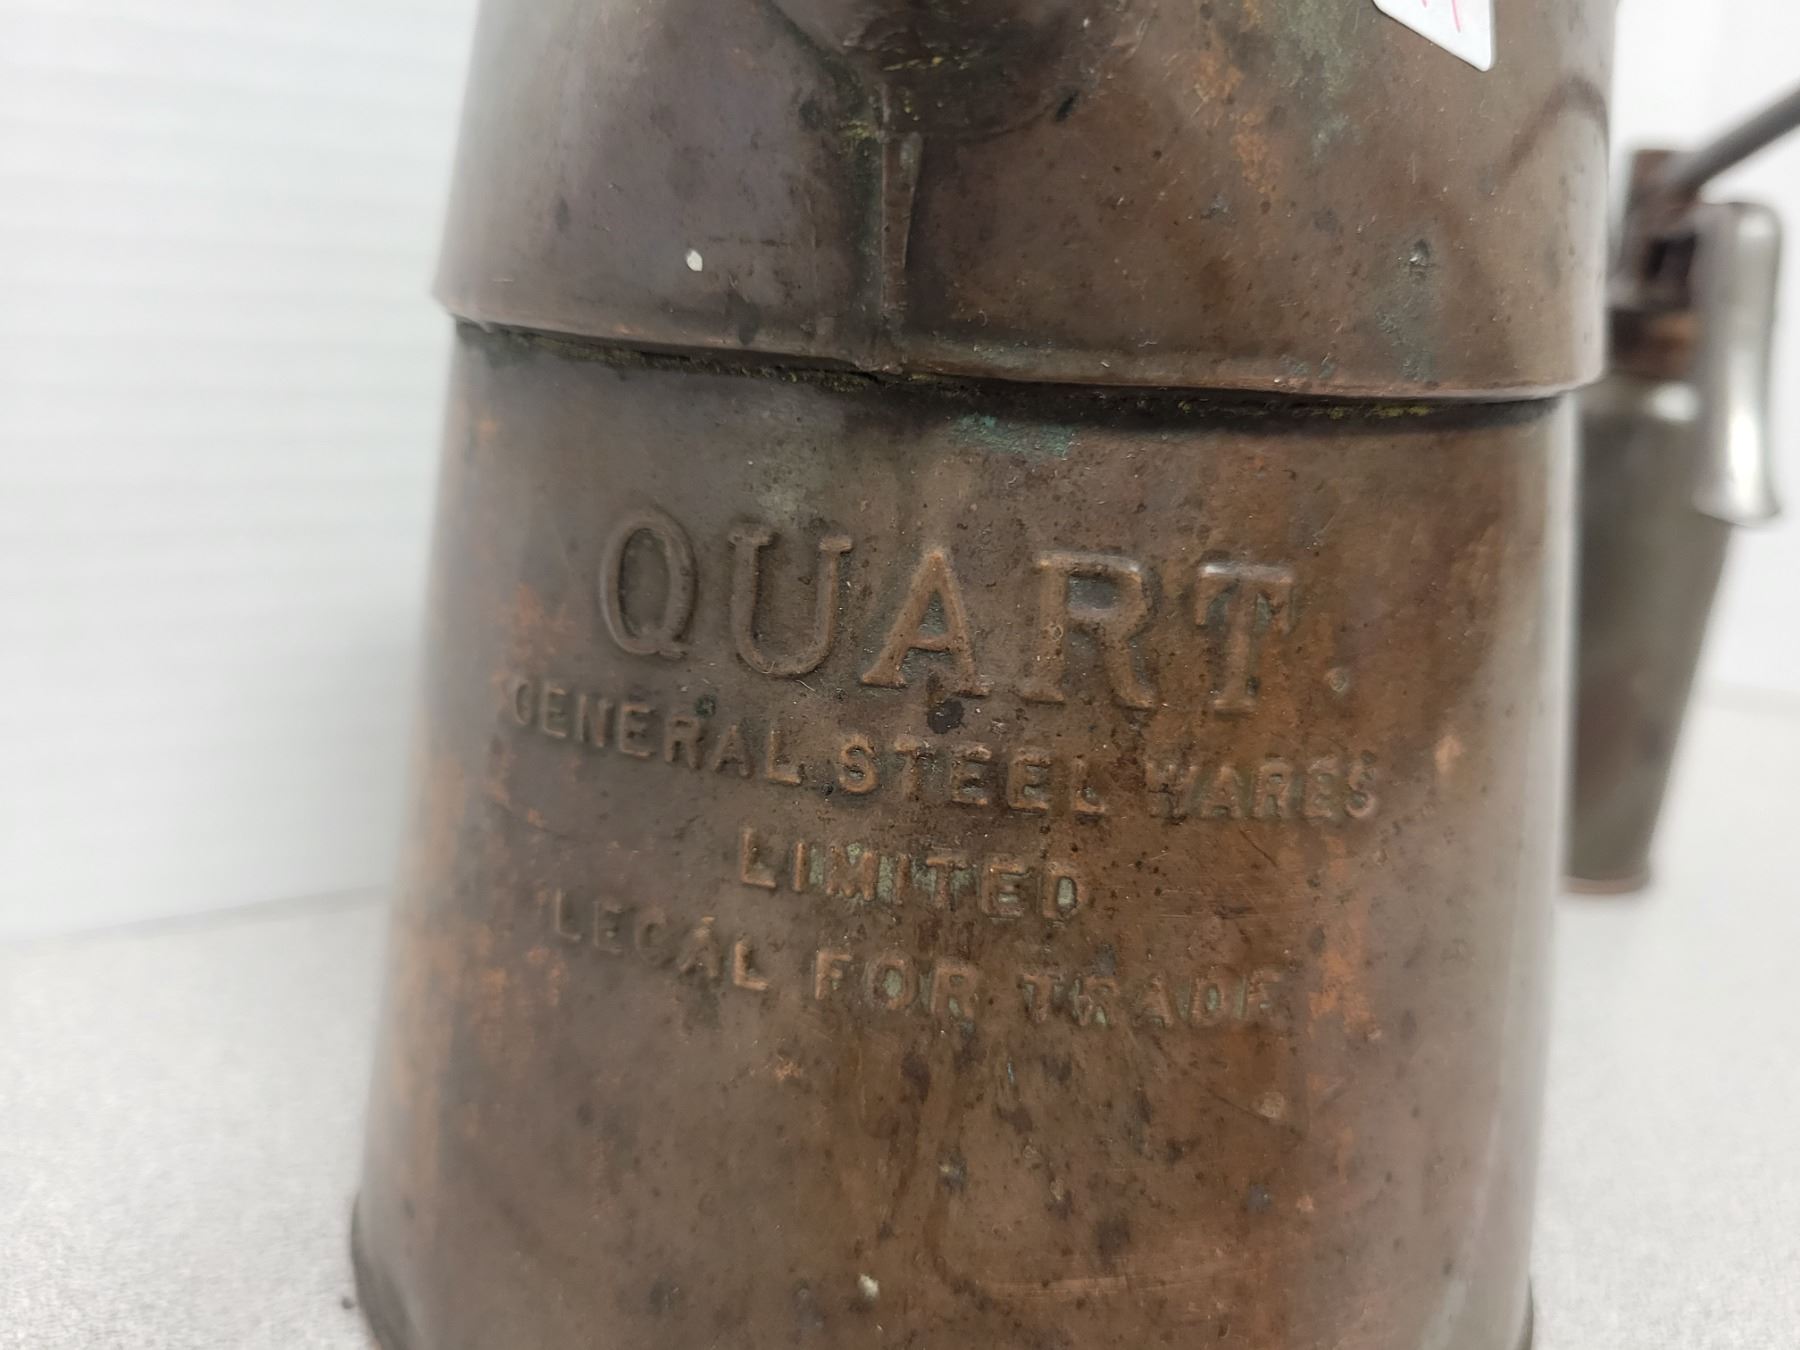 QUART.
GENERAL STEEL WARES
LIMITED
LEGAL FOR TRADE